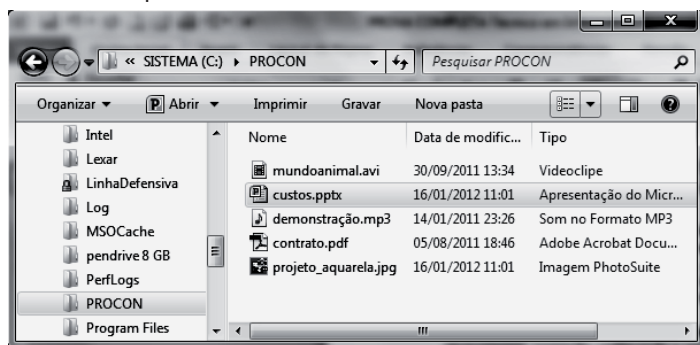 « SISTEMA (C:) ▸ PROCON
Pesquisar PROCON
Organizar ▼ Abrir ▼ Imprimir Gravar Nova pasta
Intel
Lexar
LinhaDefensiva
Log
MSOCache
pendrive 8 GB
PerfLogs
PROCON
Program Files
Nome Data de modific... Tipo
mundoanimal.avi 30/09/2011 13:34 Videoclipe
custos.pptx 16/01/2012 11:01 Apresentação do Micr...
demonstração.mp3 14/01/2011 23:26 Som no Formato MP3
contrato.pdf 05/08/2011 18:46 Adobe Acrobat Docu...
projeto_aquarela.jpg 16/01/2012 11:01 Imagem PhotoSuite